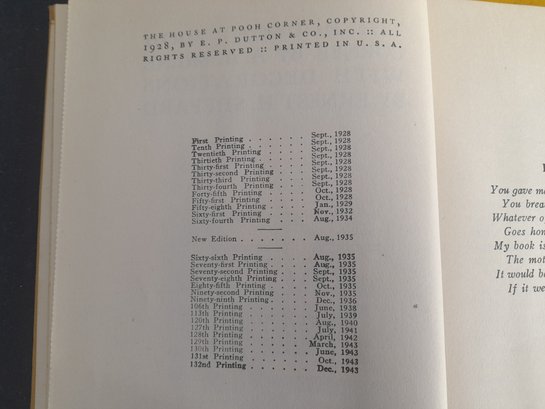 THE HOUSE AT POOH CORNER, COPYRIGHT,
1928, BY E. P. DUTTON & CO., INC. :: ALL
RIGHTS RESERVED :: PRINTED IN U. S. A.
First Printing . . . . . . Sept., 1928
Tenth Printing . . . . . . Sept., 1928
Twentieth Printing . . . . . Sept., 1928
Thirtieth Printing . . . . . Sept., 1928
Thirty-first Printing . . . . . Sept., 1928
Thirty-second Printing . . . . Sept., 1928
Thirty-third Printing . . . . . Sept., 1928
Thirty-fourth Printing . . . . Sept., 1928
Forty-fifth Printing . . . . . Oct., 1928
Fifty-first Printing . . . . . Oct., 1928
Fifty-eighth Printing . . . . . Jan., 1929
Sixty-first Printing . . . . . Nov., 1932
Sixty-fourth Printing . . . . . Aug., 1934
New Edition . . . . . . . Aug., 1935
Sixty-sixth Printing . . . . . Aug., 1935
Seventy-first Printing . . . . . Aug., 1935
Seventy-second Printing . . . . Sept., 1935
Seventy-eighth Printing . . . . Sept., 1935
Eighty-fifth Printing . . . . . Oct., 1935
Ninety-second Printing . . . . Nov., 1935
Ninety-ninth Printing . . . . . Dec., 1936
106th Printing . . . . . . June, 1938
113th Printing . . . . . . July, 1939
120th Printing . . . . . . Aug., 1940
127th Printing . . . . . . July, 1941
128th Printing . . . . . . April, 1942
129th Printing . . . . . . March, 1943
130th Printing . . . . . . June, 1943
131st Printing . . . . . . Oct., 1943
132nd Printing . . . . . . Dec., 1943
You gave me
You brea
Whatever o
Goes hom
My book is
The mot
It would be
If it we